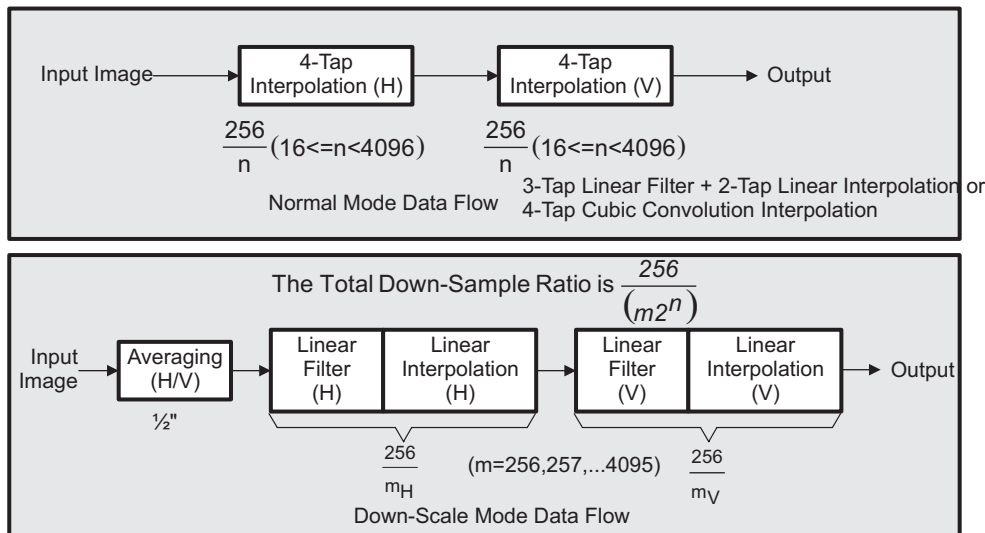 Input Image
4-Tap
Interpolation (H)
4-Tap
Interpolation (V)
Output
256
n
(16<=n<4096)
256
n
(16<=n<4096)
3-Tap Linear Filter + 2-Tap Linear Interpolation or
4-Tap Cubic Convolution Interpolation
Normal Mode Data Flow
The Total Down-Sample Ratio is 256
(m2ⁿ)
Input
Image
Averaging
(H/V)
½"
Linear
Filter
(H)
Linear
Interpolation
(H)
Linear
Filter
(V)
Linear
Interpolation
(V)
Output
256
mH
(m=256,257,...4095)
256
mV
Down-Scale Mode Data Flow